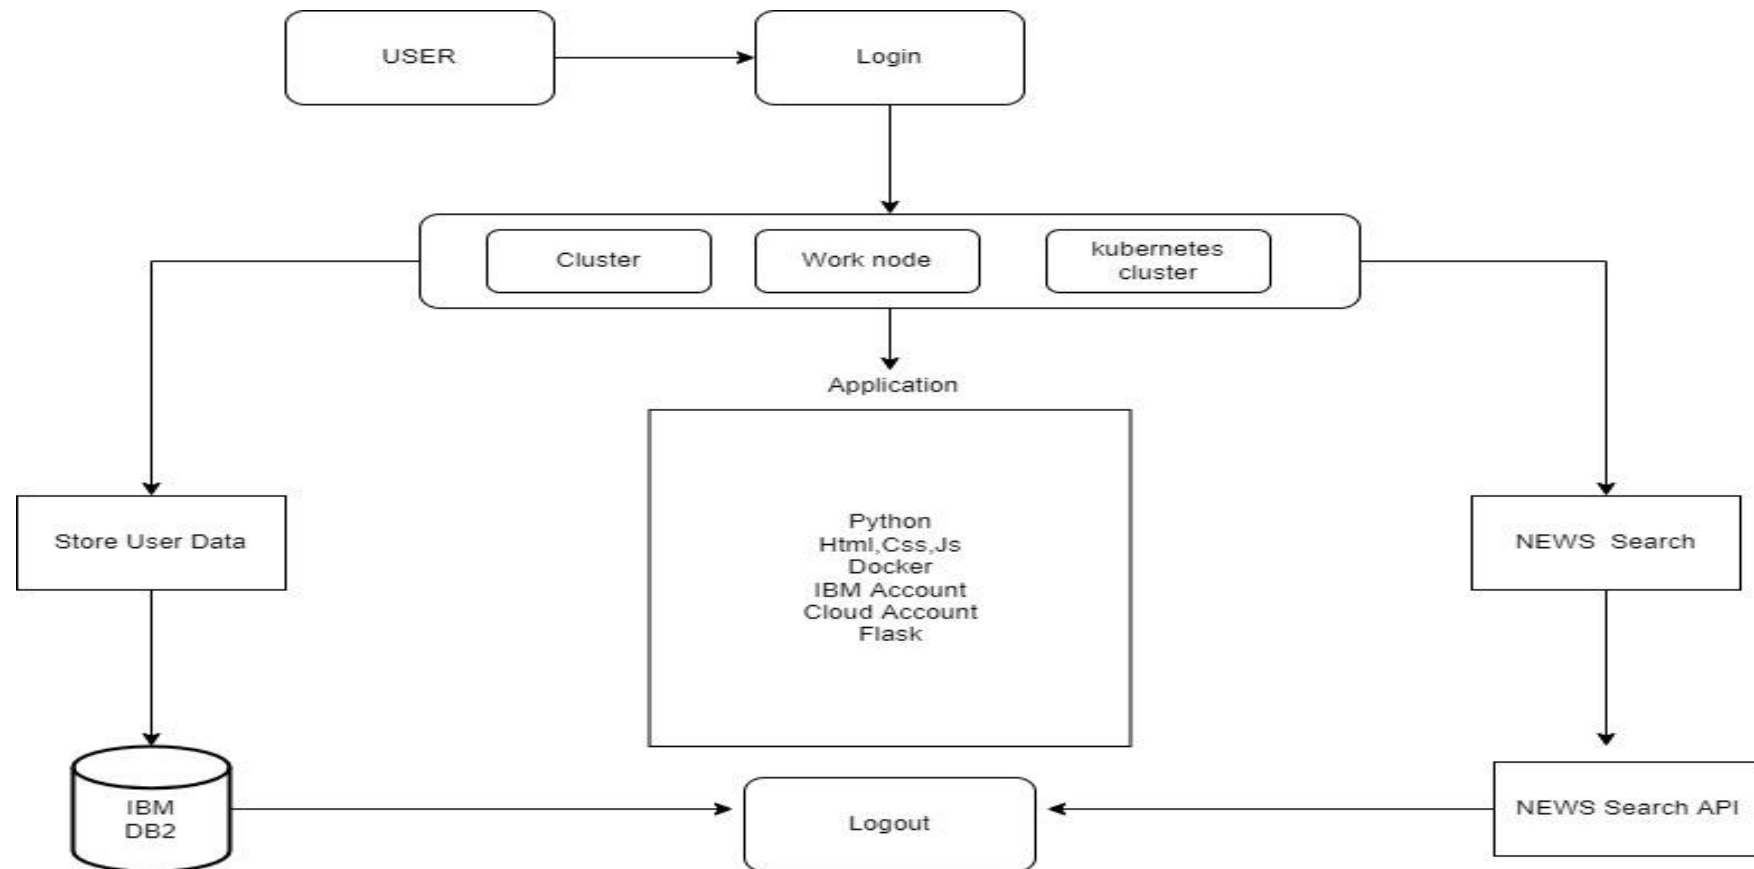 USER
Login
Cluster
Work node
kubernetes
cluster
Application
Store User Data
Python
Html,Css,Js
Docker
IBM Account
Cloud Account
Flask
NEWS  Search
IBM
DB2
Logout
NEWS Search API